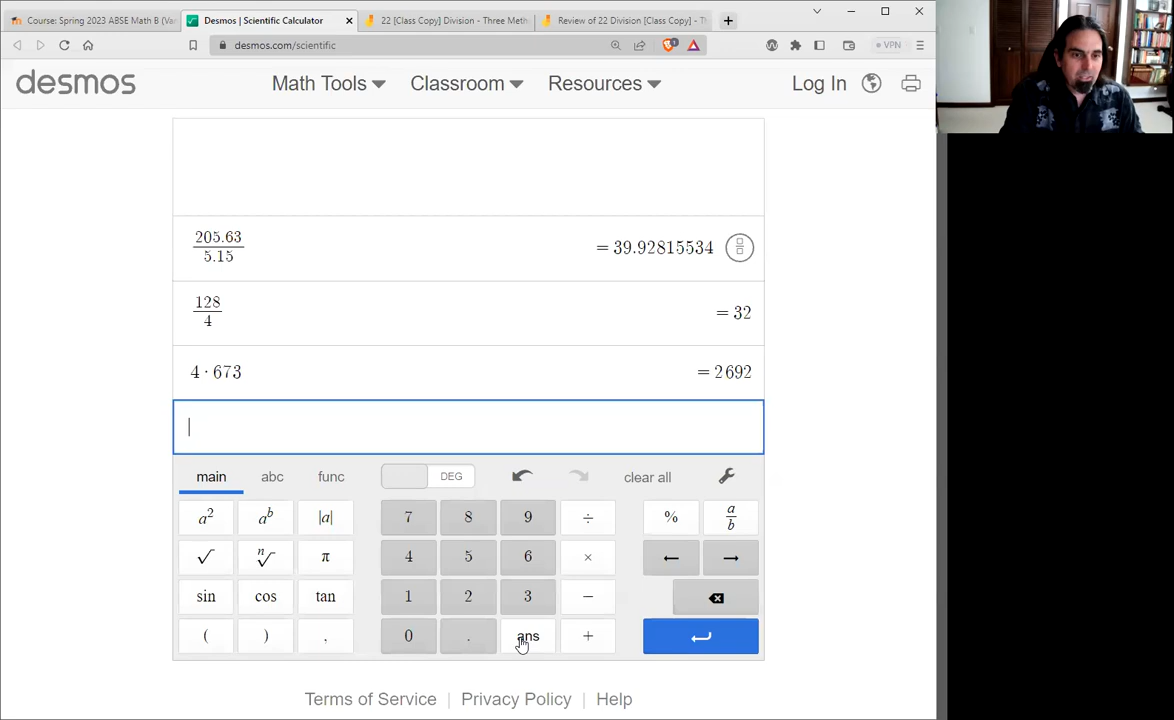 Course: Spring 2023 ABSE Math B (Va
Desmos | Scientific Calculator
22 [Class Copy] Division - Three Meth
Review of 22 Division [Class Copy] - T
desmos.com/scientific
VPN
desmos
Math Tools
Classroom
Resources
Log In
205.63
5.15
= 39.92815534
128
4
= 32
4 · 673
= 2692
main
abc
func
DEG
clear all
a²
aᵇ
|a|
7
8
9
÷
%
a
b
√
ⁿ√
π
4
5
6
×
←
→
sin
cos
tan
1
2
3
−
(
)
,
0
.
ans
+
Terms of Service | Privacy Policy | Help